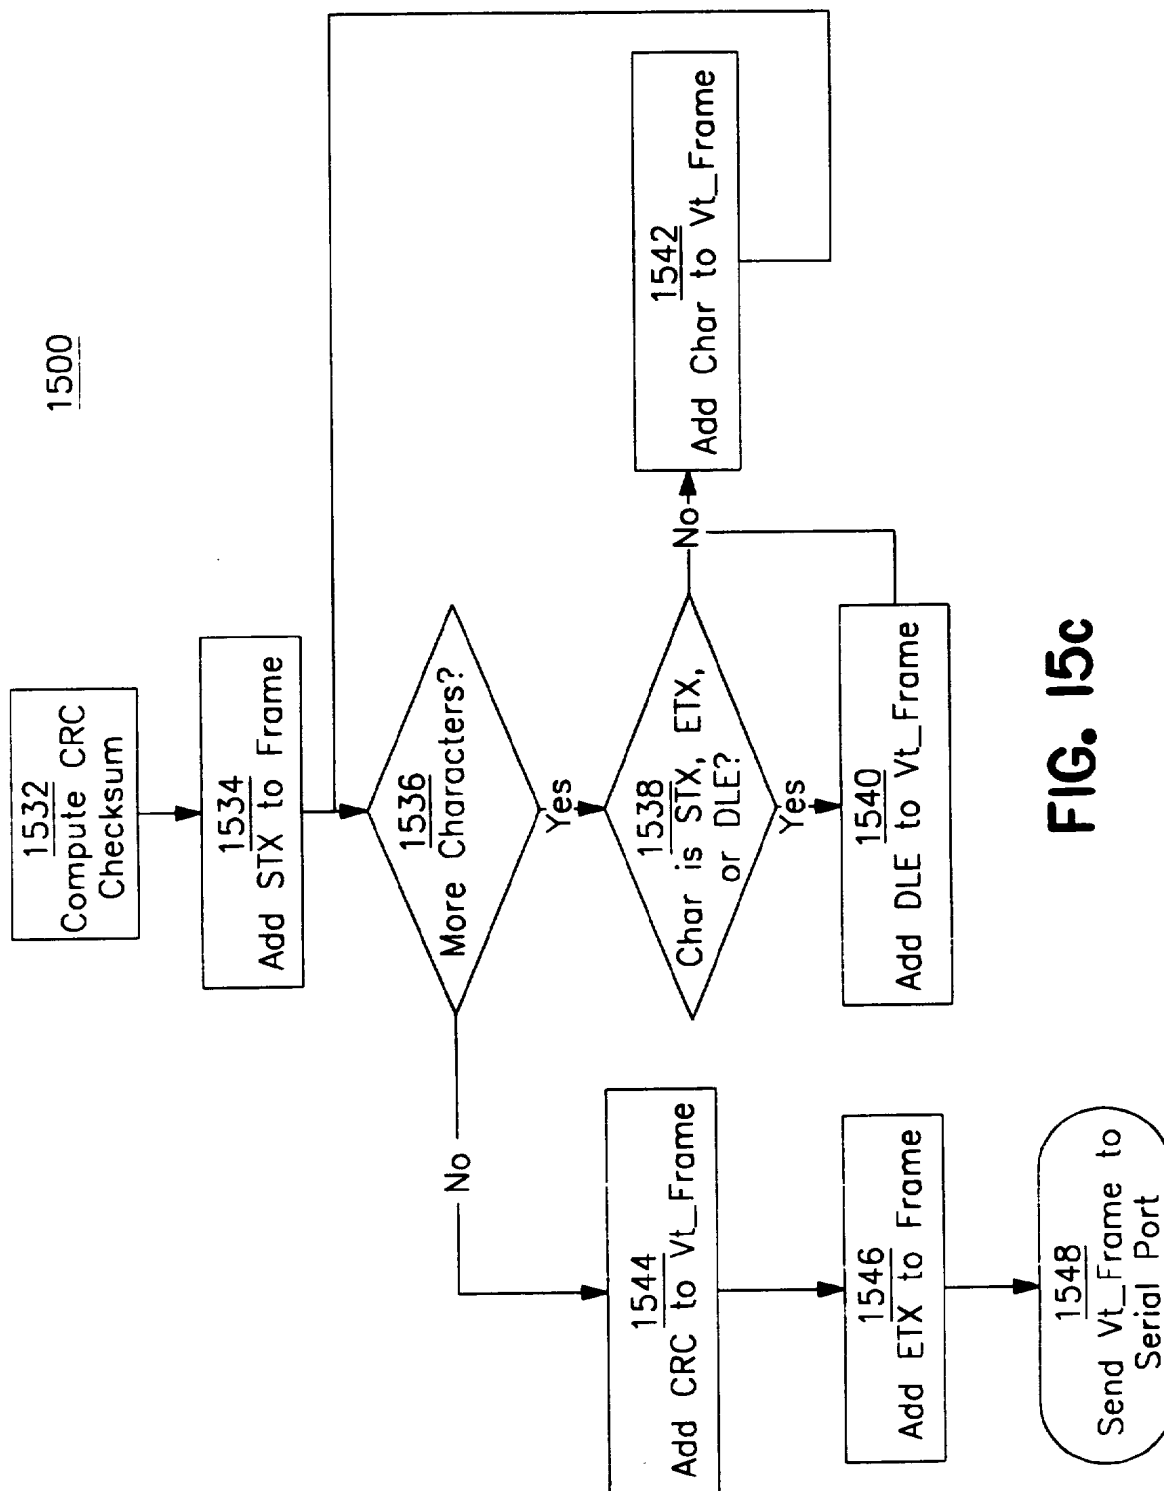 1500
1532
Compute CRC
Checksum
1534
Add STX to Frame
1536
More Characters?
Yes
No
1538
Char is STX, ETX,
or DLE?
No
Yes
1542
Add Char to Vt_Frame
1540
Add DLE to Vt_Frame
1544
Add CRC to Vt_Frame
1546
Add ETX to Frame
1548
Send Vt_Frame to
Serial Port
FIG. 15c